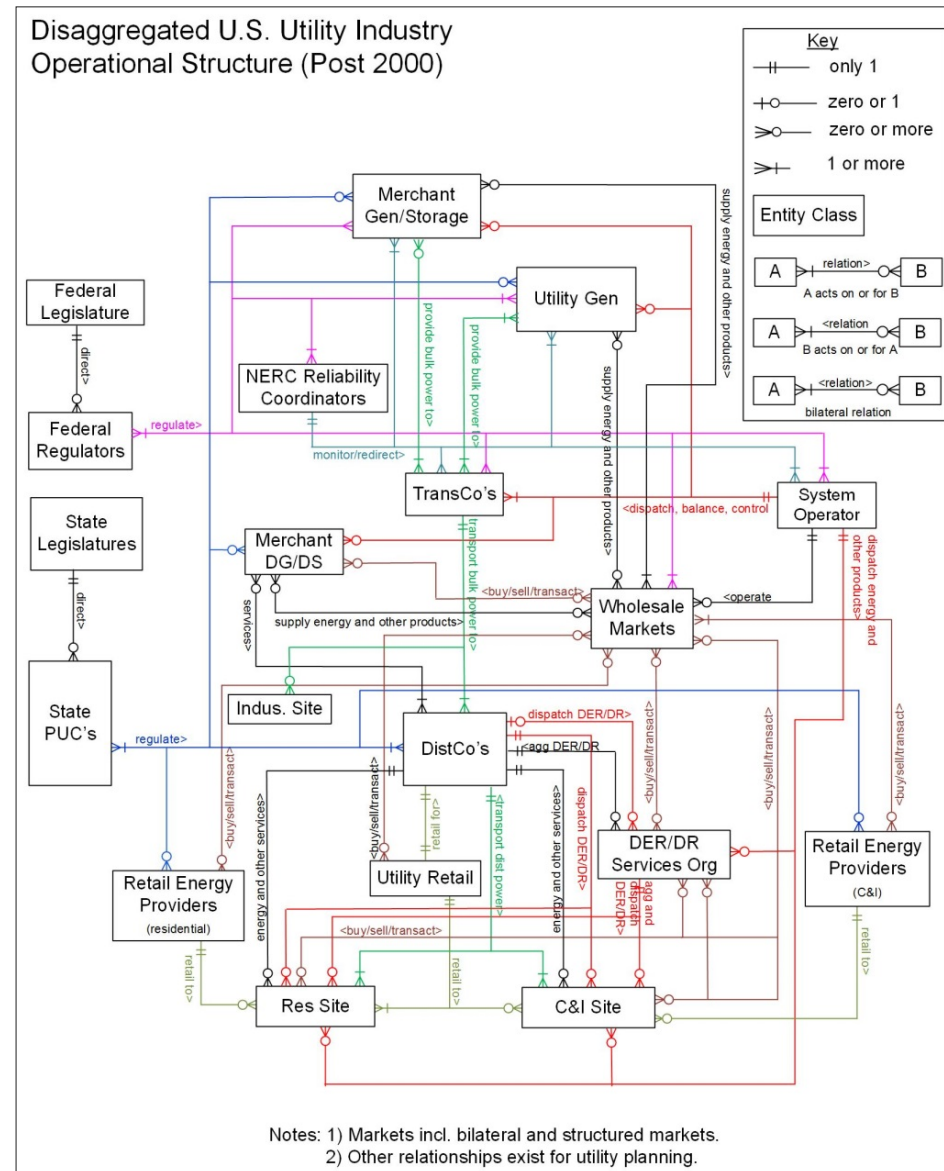 Disaggregated U.S. Utility Industry
Operational Structure (Post 2000)
Key
only 1
zero or 1
zero or more
1 or more
Entity Class
A
relation>
B
A acts on or for B
A
<relation
B
B acts on or for A
A
<relation>
B
bilateral relation
Merchant
Gen/Storage
supply energy and other products>
Federal
Legislature
Utility Gen
direct>
provide bulk power to>
provide bulk power to>
supply energy and other products>
NERC Reliability
Coordinators
Federal
Regulators
regulate>
monitor/redirect>
TransCo's
System
Operator
<dispatch, balance, control
State
Legislatures
Merchant
DG/DS
transport bulk power to>
dispatch energy and
other products>
direct>
services>
<buy/sell/transact>
Wholesale
Markets
<operate
supply energy and other products>
State
PUC's
Indus. Site
regulate>
DistCo's
dispatch DER/DR>
<agg DER/DR
<buy/sell/transact>
<buy/sell/transact>
<buy/sell/transact>
<buy/sell/transact>
<buy/sell/transact>
retail for>
<transport dist power>
energy and other services>
energy and other services>
dispatch DER/DR>
DER/DR
Services Org
Retail Energy
Providers
(C&I)
Retail Energy
Providers
(residential)
Utility Retail
agg and
dispatch
DER/DR>
<buy/sell/transact>
retail to>
retail to>
retail to>
Res Site
C&I Site
Notes: 1) Markets incl. bilateral and structured markets.
2) Other relationships exist for utility planning.